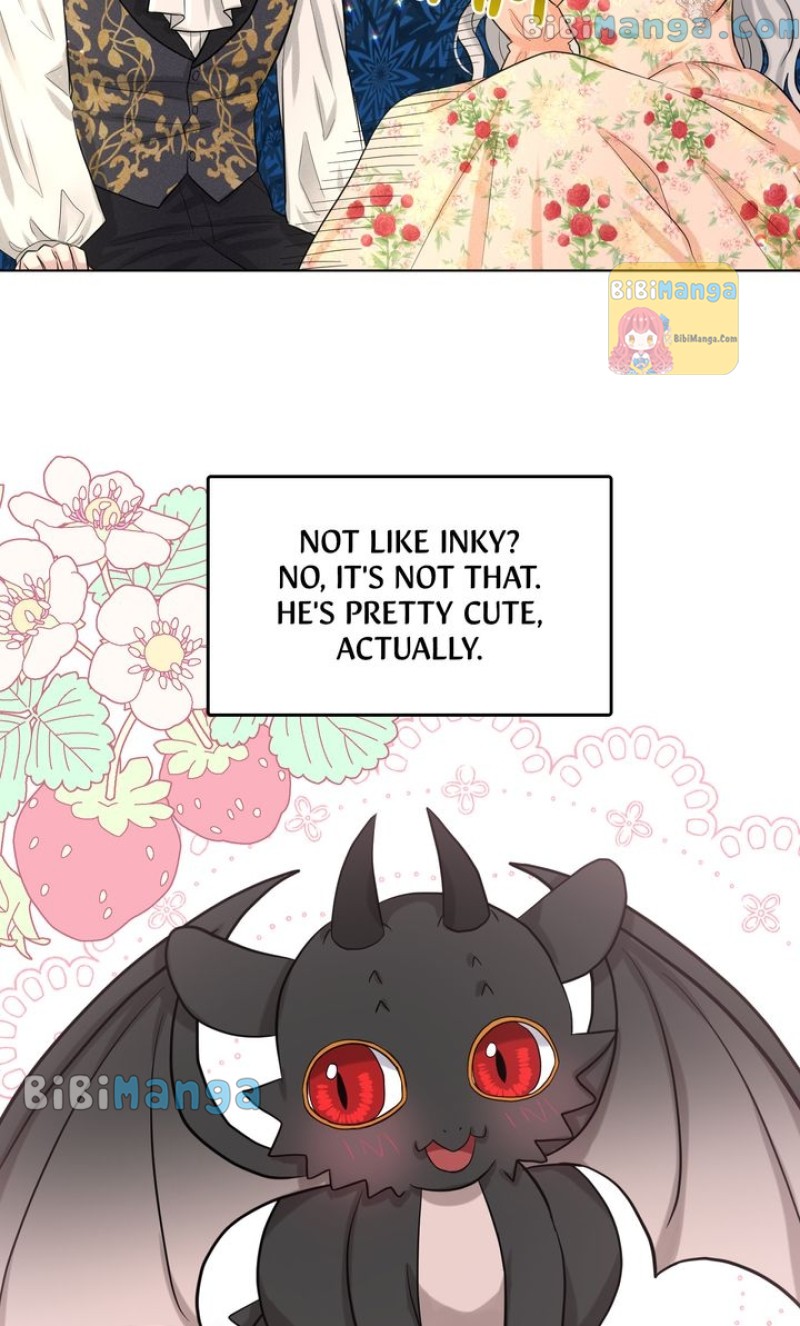 BiBiManga.Com
BiBiManga
BibiManga.Com
NOT LIKE INKY?
NO, IT'S NOT THAT.
HE'S PRETTY CUTE,
ACTUALLY.
BiBiManga